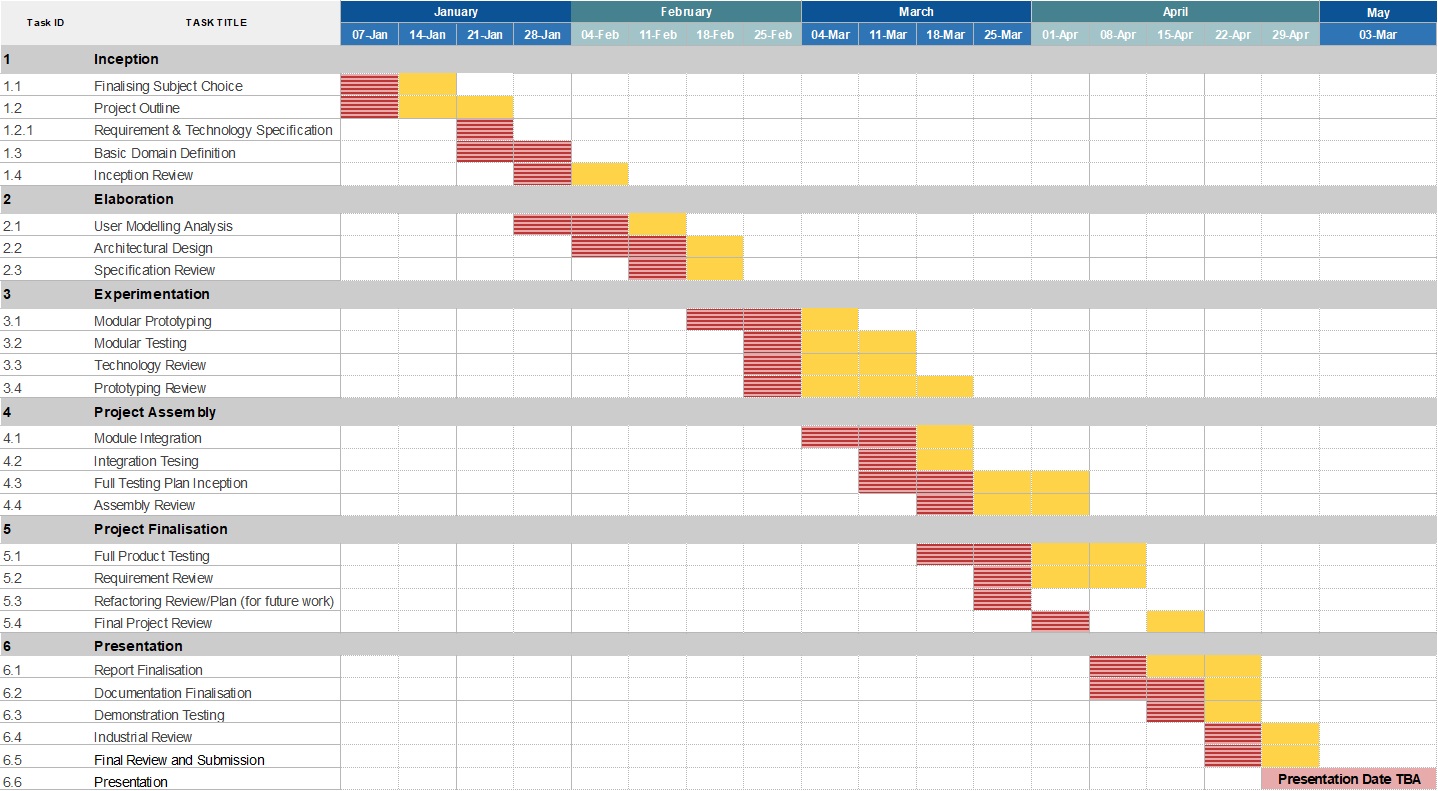 Task ID TASK TITLE January February March April May
07-Jan 14-Jan 21-Jan 28-Jan 04-Feb 11-Feb 18-Feb 25-Feb 04-Mar 11-Mar 18-Mar 25-Mar 01-Apr 08-Apr 15-Apr 22-Apr 29-Apr 03-Mar
1 Inception
1.1 Finalising Subject Choice
1.2 Project Outline
1.2.1 Requirement & Technology Specification
1.3 Basic Domain Definition
1.4 Inception Review
2 Elaboration
2.1 User Modelling Analysis
2.2 Architectural Design
2.3 Specification Review
3 Experimentation
3.1 Modular Prototyping
3.2 Modular Testing
3.3 Technology Review
3.4 Prototyping Review
4 Project Assembly
4.1 Module Integration
4.2 Integration Tesing
4.3 Full Testing Plan Inception
4.4 Assembly Review
5 Project Finalisation
5.1 Full Product Testing
5.2 Requirement Review
5.3 Refactoring Review/Plan (for future work)
5.4 Final Project Review
6 Presentation
6.1 Report Finalisation
6.2 Documentation Finalisation
6.3 Demonstration Testing
6.4 Industrial Review
6.5 Final Review and Submission
6.6 Presentation Presentation Date TBA